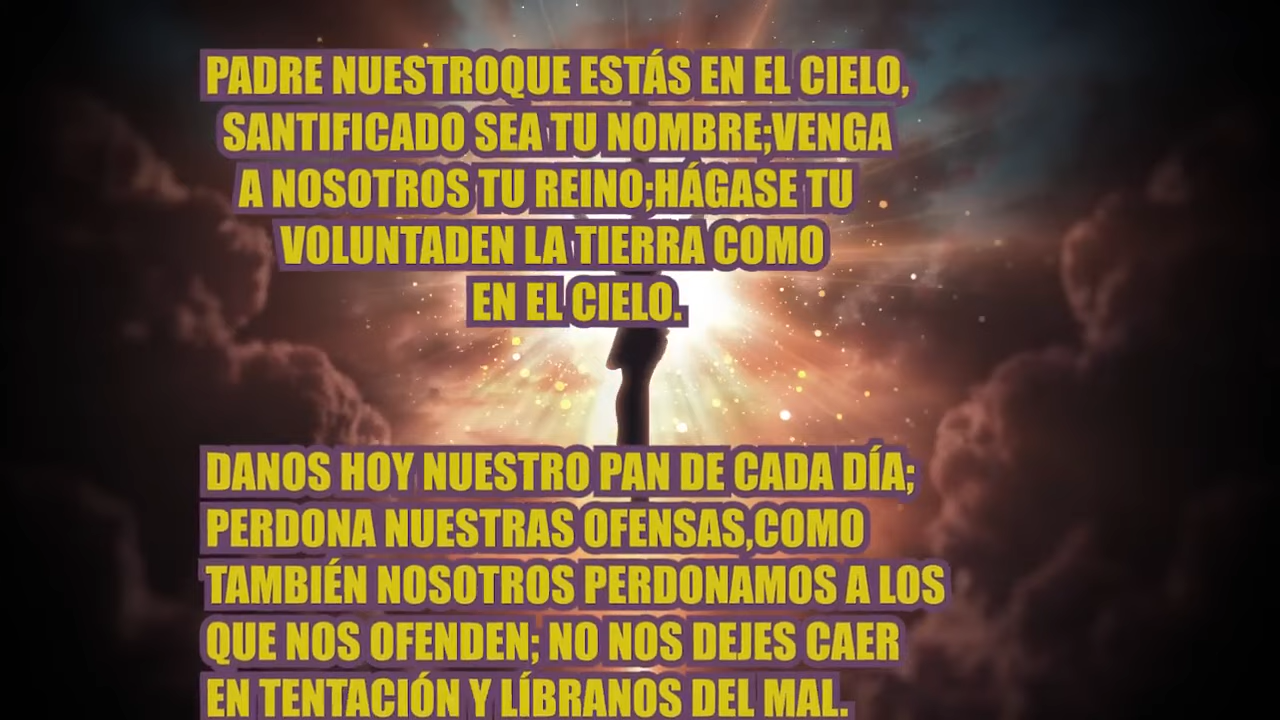 PADRE NUESTROQUE ESTÁS EN EL CIELO,
SANTIFICADO SEA TU NOMBRE;VENGA
A NOSOTROS TU REINO;HÁGASE TU
VOLUNTADEN LA TIERRA COMO
EN EL CIELO.
DANOS HOY NUESTRO PAN DE CADA DÍA;
PERDONA NUESTRAS OFENSAS,COMO
TAMBIÉN NOSOTROS PERDONAMOS A LOS
QUE NOS OFENDEN; NO NOS DEJES CAER
EN TENTACIÓN Y LÍBRANOS DEL MAL.